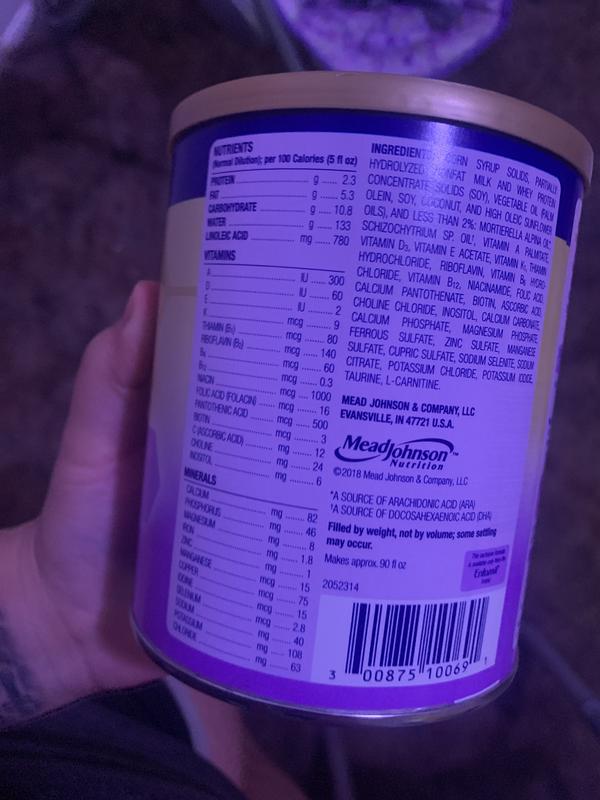 NUTRIENTS
(Normal Dilution); per 100 Calories (5 fl oz)
PROTEIN g 2.3
FAT g 5.3
CARBOHYDRATE g 10.8
WATER g 133
LINOLEIC ACID mg 780
VITAMINS
A IU 300
D IU 60
E IU 2
K mcg 9
THIAMIN (B1) mcg 80
RIBOFLAVIN (B2) mcg 140
B6 mcg 60
B12 mcg 0.3
NIACIN mcg 1000
FOLIC ACID (FOLACIN) mcg 16
PANTOTHENIC ACID mcg 500
BIOTIN mcg 3
C (ASCORBIC ACID) mg 12
CHOLINE mg 24
INOSITOL mg 6
MINERALS
CALCIUM mg 82
PHOSPHORUS mg 46
MAGNESIUM mg 8
IRON mg 1.8
ZINC mg 1
MANGANESE mcg 15
COPPER mcg 75
IODINE mcg 15
SELENIUM mcg 2.8
SODIUM mg 40
POTASSIUM mg 108
CHLORIDE mg 63
INGREDIENTS: CORN SYRUP SOLIDS, PARTIALLY
HYDROLYZED NONFAT MILK AND WHEY PROTEIN
CONCENTRATE SOLIDS (SOY), VEGETABLE OIL (PALM
OLEIN, SOY, COCONUT, AND HIGH OLEIC SUNFLOWER
OILS), AND LESS THAN 2%: MORTIERELLA ALPINA OIL*,
SCHIZOCHYTRIUM SP. OIL†, VITAMIN A PALMITATE,
VITAMIN D3, VITAMIN E ACETATE, VITAMIN K1, THIAMIN
HYDROCHLORIDE, RIBOFLAVIN, VITAMIN B6 HYDRO-
CHLORIDE, VITAMIN B12, NIACINAMIDE, FOLIC ACID,
CALCIUM PANTOTHENATE, BIOTIN, ASCORBIC ACID,
CHOLINE CHLORIDE, INOSITOL, CALCIUM CARBONATE,
CALCIUM PHOSPHATE, MAGNESIUM PHOSPHATE,
FERROUS SULFATE, ZINC SULFATE, MANGANESE
SULFATE, CUPRIC SULFATE, SODIUM SELENITE, SODIUM
CITRATE, POTASSIUM CHLORIDE, POTASSIUM IODIDE,
TAURINE, L-CARNITINE.
MEAD JOHNSON & COMPANY, LLC
EVANSVILLE, IN 47721 U.S.A.
MeadJohnson™
Nutrition
©2018 Mead Johnson & Company, LLC
*A SOURCE OF ARACHIDONIC ACID (ARA)
†A SOURCE OF DOCOSAHEXAENOIC ACID (DHA)
Filled by weight, not by volume; some settling
may occur.
Makes approx. 90 fl oz
2052314
Enfamil
3 00875 10069 1